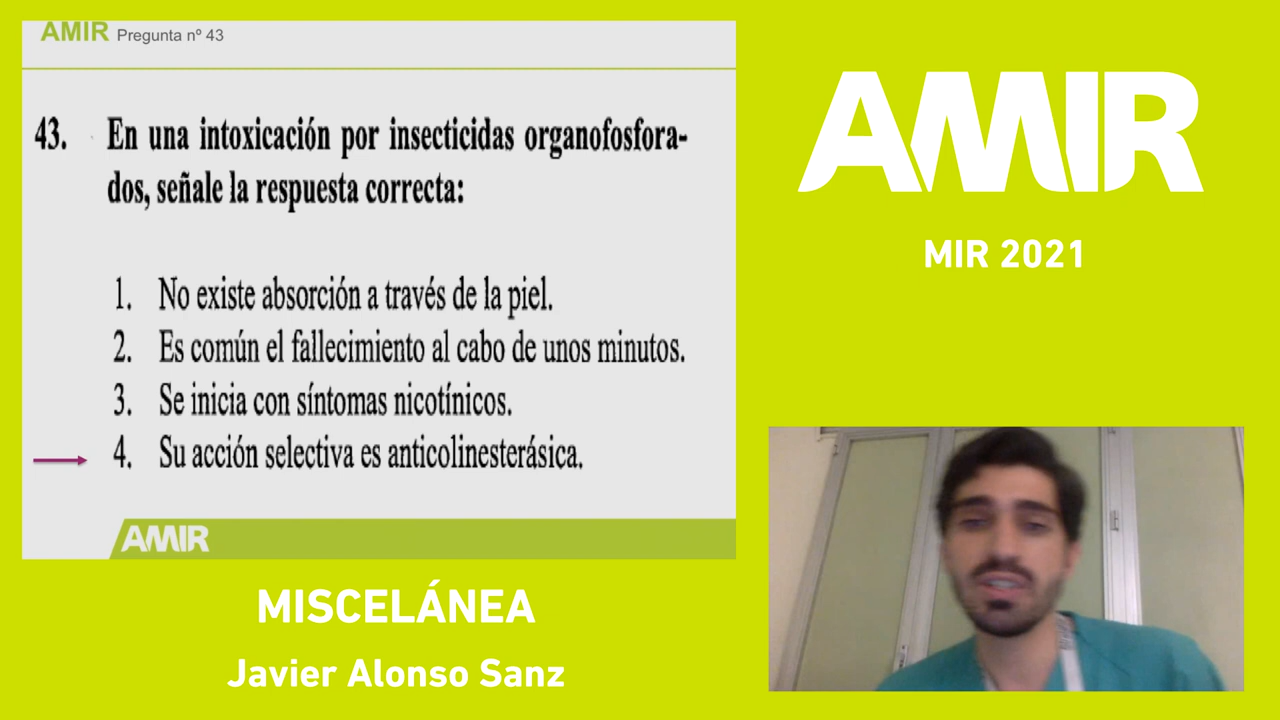 AMIR Pregunta nº 43
43. En una intoxicación por insecticidas organofosfora-
dos, señale la respuesta correcta:
1. No existe absorción a través de la piel.
2. Es común el fallecimiento al cabo de unos minutos.
3. Se inicia con síntomas nicotínicos.
4. Su acción selectiva es anticolinesterásica.
AMIR
MISCELÁNEA
Javier Alonso Sanz
AMIR
MIR 2021